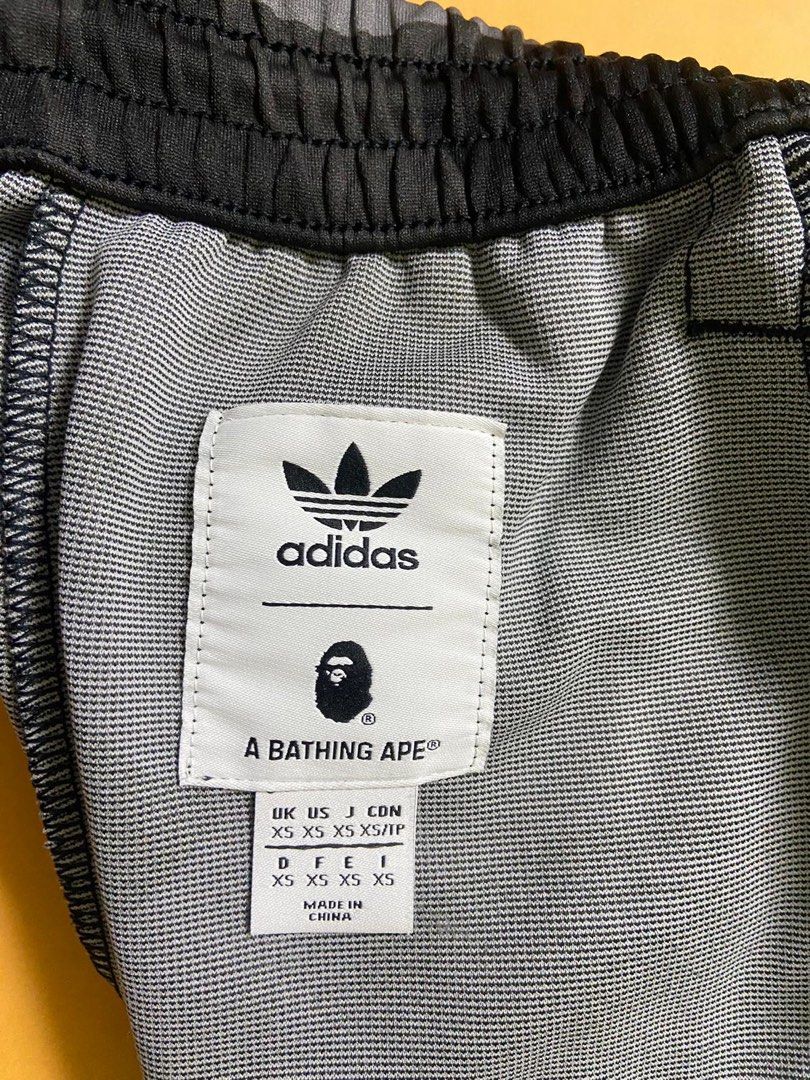 adidas
®
A BATHING APE®
UK US J CDN
XS XS XS XS/TP
D F E I
XS XS XS XS
MADE IN
CHINA